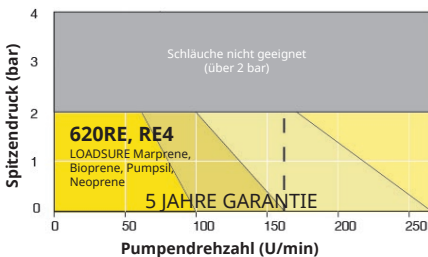 4
3
2
1
0
Spitzendruck (bar)
Schläuche nicht geeignet
(über 2 bar)
620RE, RE4
LOADSURE Marprene,
Bioprene, Pumpsil,
Neoprene
5 JAHRE GARANTIE
0 50 100 150 200 250
Pumpendrehzahl (U/min)